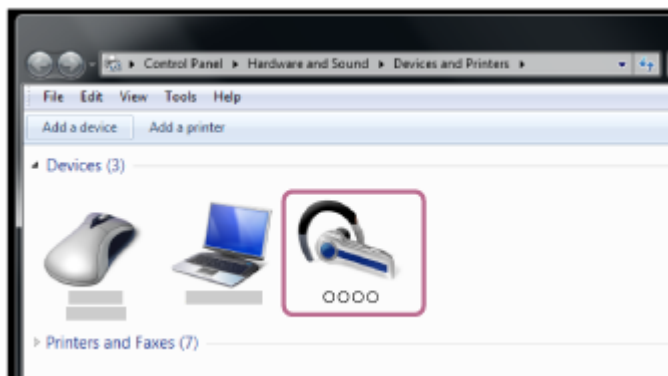 Control Panel ▸ Hardware and Sound ▸ Devices and Printers ▸
File Edit View Tools Help
Add a device Add a printer
Devices (3)
OOOO
Printers and Faxes (7)